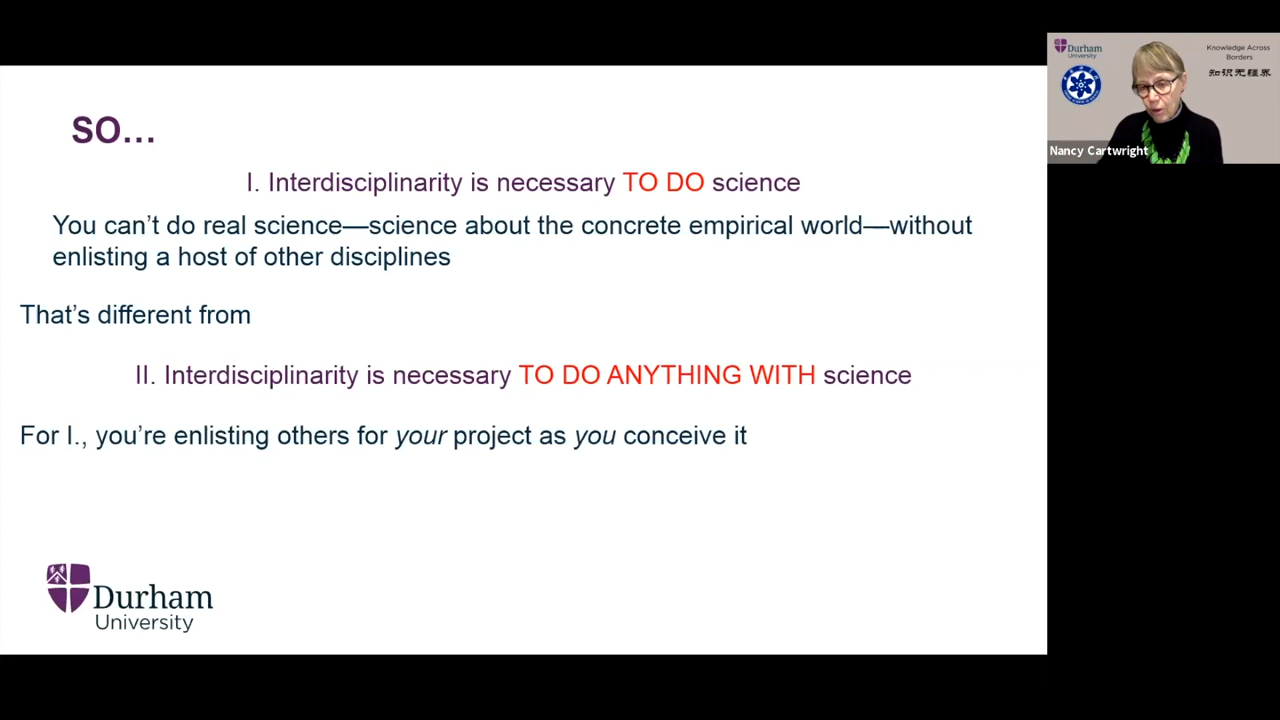 SO…
I. Interdisciplinarity is necessary TO DO science
You can’t do real science—science about the concrete empirical world—without
enlisting a host of other disciplines
That’s different from
II. Interdisciplinarity is necessary TO DO ANYTHING WITH science
For I., you’re enlisting others for your project as you conceive it
Durham
University
Durham
University
Knowledge Across
Borders
知识无疆界
Nancy Cartwright